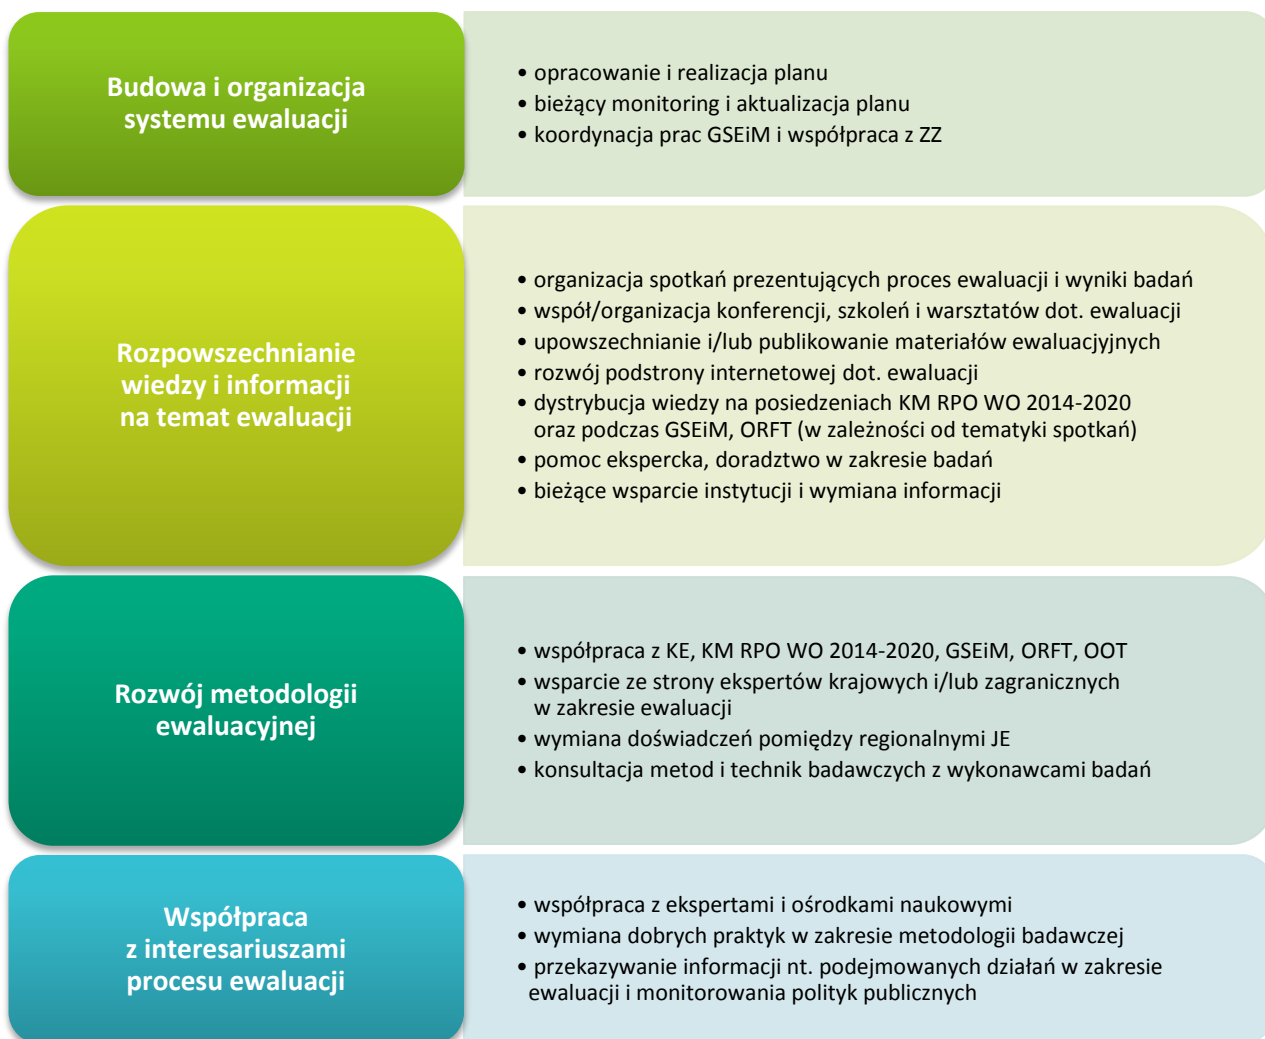 Budowa i organizacja
systemu ewaluacji
• opracowanie i realizacja planu
• bieżący monitoring i aktualizacja planu
• koordynacja prac GSEiM i współpraca z ZZ
Rozpowszechnianie
wiedzy i informacji
na temat ewaluacji
• organizacja spotkań prezentujących proces ewaluacji i wyniki badań
• współ/organizacja konferencji, szkoleń i warsztatów dot. ewaluacji
• upowszechnianie i/lub publikowanie materiałów ewaluacjyjnych
• rozwój podstrony internetowej dot. ewaluacji
• dystrybucja wiedzy na posiedzeniach KM RPO WO 2014-2020
oraz podczas GSEiM, ORFT (w zależności od tematyki spotkań)
• pomoc ekspercka, doradztwo w zakresie badań
• bieżące wsparcie instytucji i wymiana informacji
Rozwój metodologii
ewaluacyjnej
• współpraca z KE, KM RPO WO 2014-2020, GSEiM, ORFT, OOT
• wsparcie ze strony ekspertów krajowych i/lub zagranicznych
w zakresie ewaluacji
• wymiana doświadczeń pomiędzy regionalnymi JE
• konsultacja metod i technik badawczych z wykonawcami badań
Współpraca
z interesariuszami
procesu ewaluacji
• współpraca z ekspertami i ośrodkami naukowymi
• wymiana dobrych praktyk w zakresie metodologii badawczej
• przekazywanie informacji nt. podejmowanych działań w zakresie
ewaluacji i monitorowania polityk publicznych